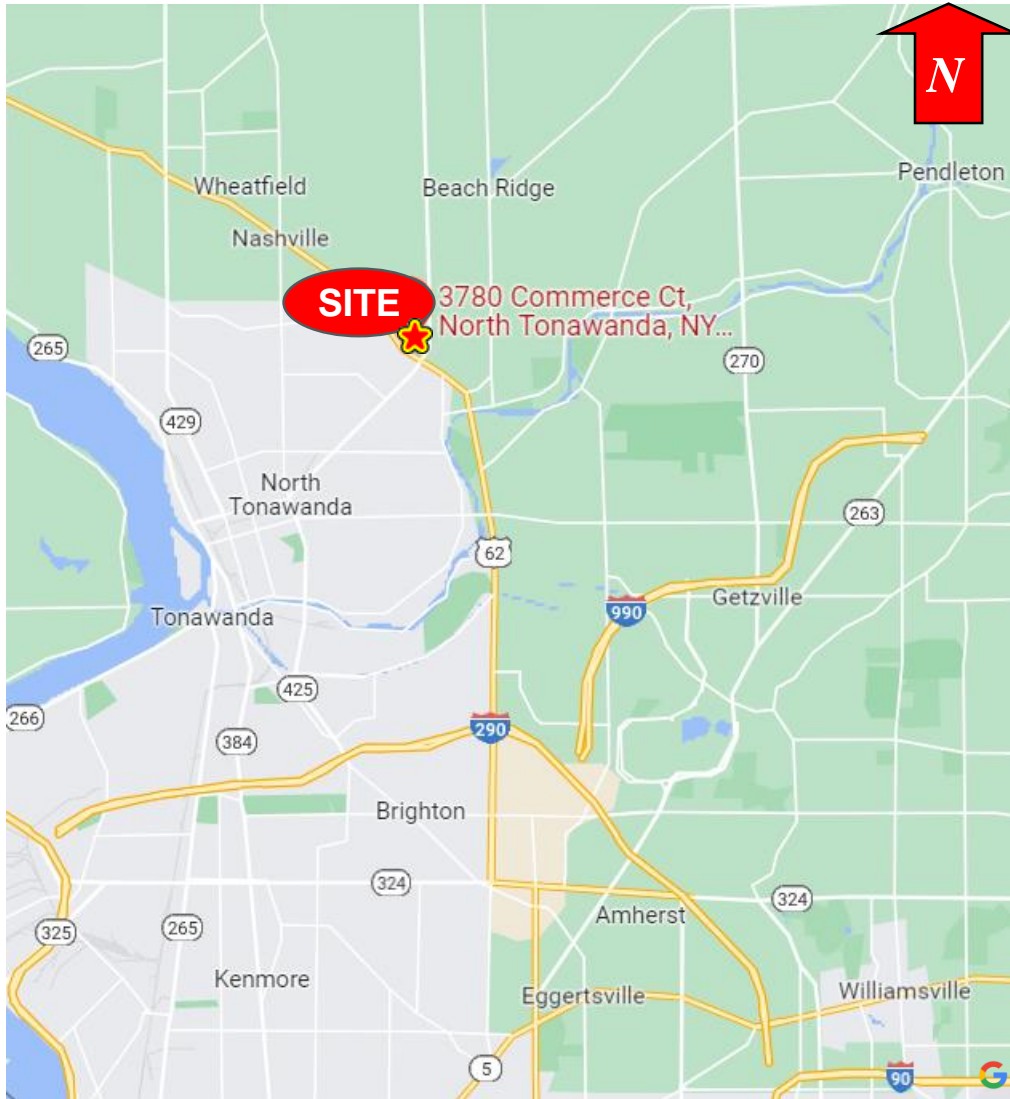 N
Pendleton
Wheatfield
Beach Ridge
Nashville
SITE
3780 Commerce Ct,
North Tonawanda, NY...
265
270
429
North
Tonawanda
263
62
990
Getzville
Tonawanda
425
266
290
384
Brighton
324
324
Amherst
325
265
Kenmore
Eggertsville
Williamsville
5
90
G